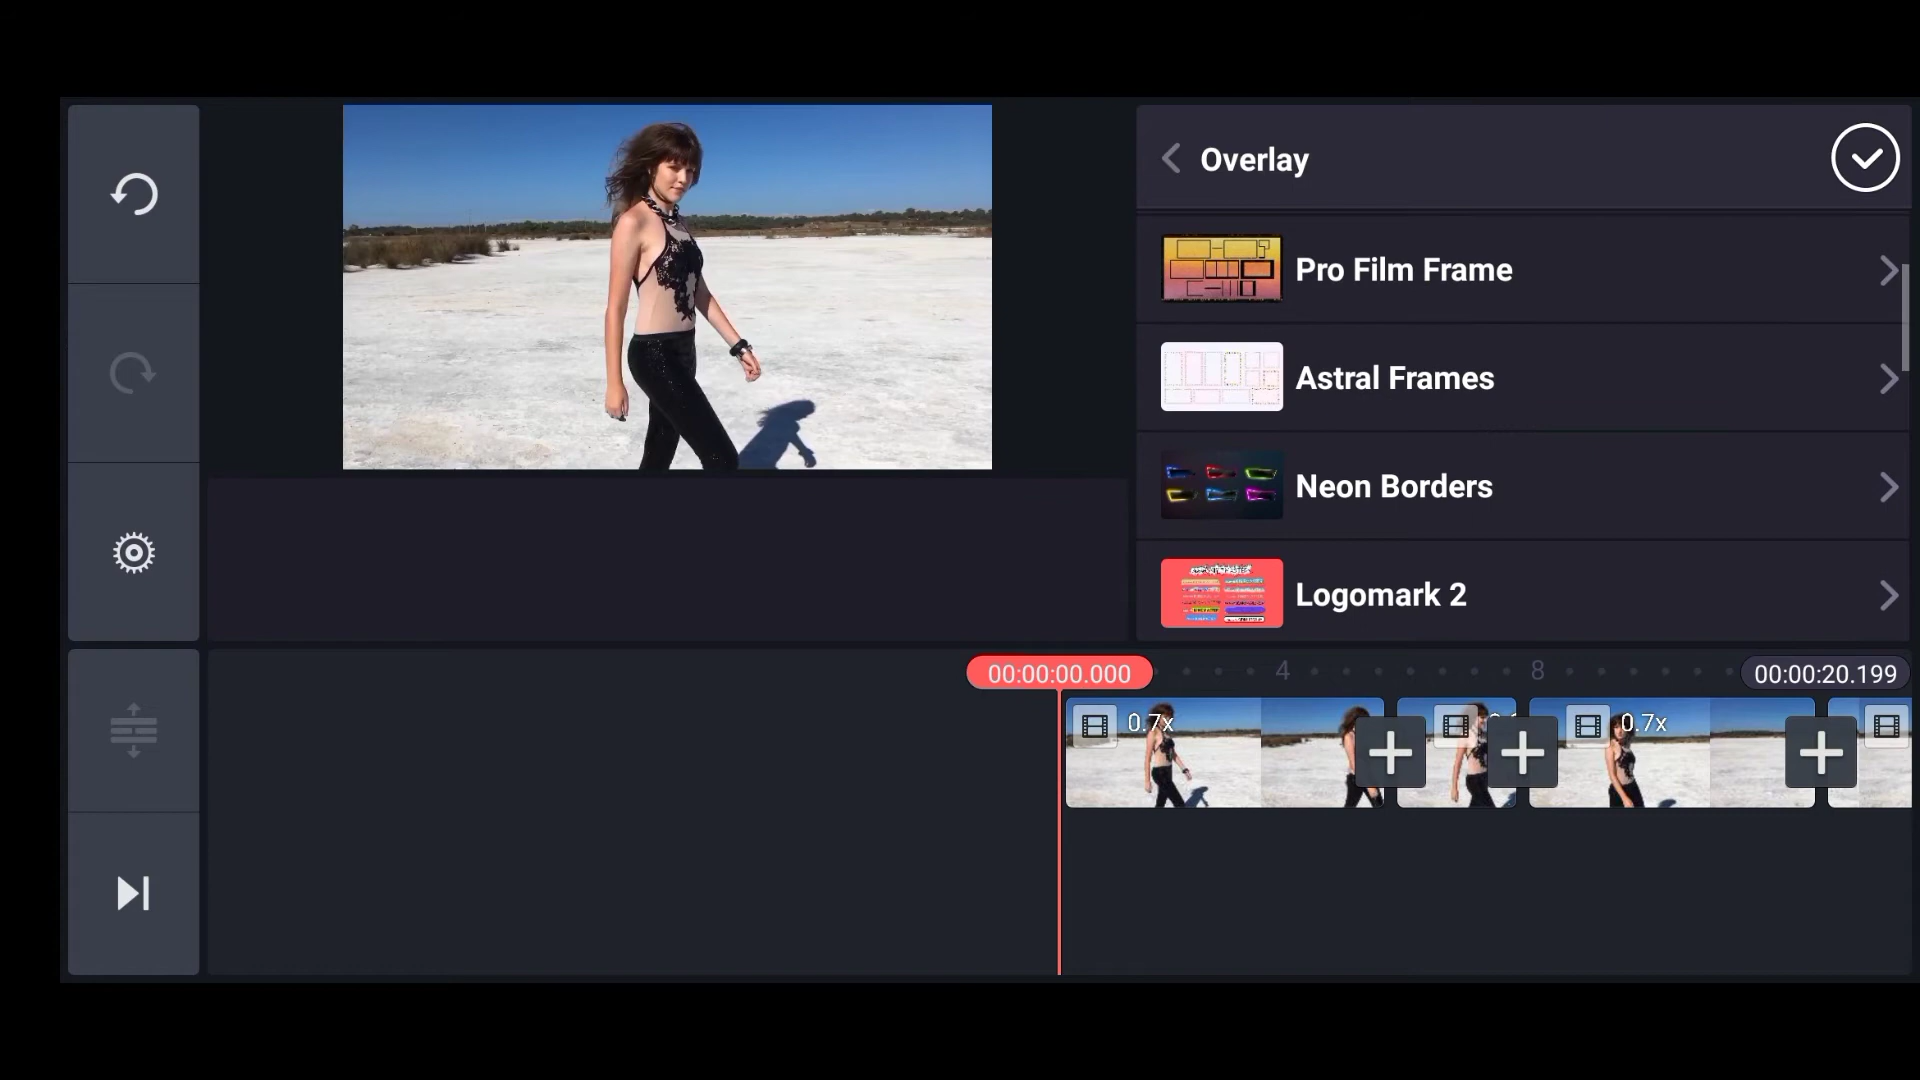 Overlay
Pro Film Frame
Astral Frames
Neon Borders
Logomark 2
00:00:00.000
4
8
00:00:20.199
0.7x
0.7x